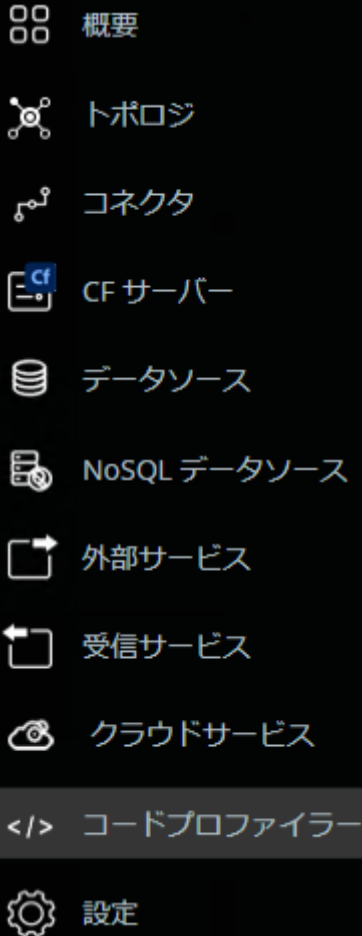 概要
トポロジ
コネクタ
Cf
CF サーバー
データソース
NoSQL データソース
外部サービス
受信サービス
クラウドサービス
</> コードプロファイラー
設定